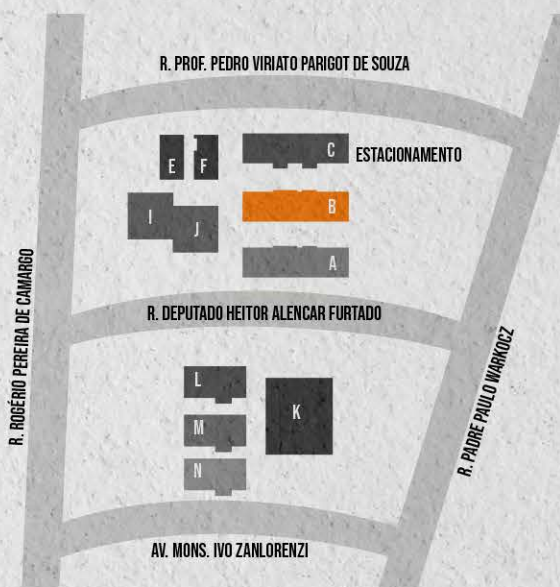 R. PROF. PEDRO VIRIATO PARIGOT DE SOUZA
E
F
C
ESTACIONAMENTO
I
J
B
A
R. ROGÉRIO PEREIRA DE CAMARGO
R. DEPUTADO HEITOR ALENCAR FURTADO
R. PADRE PAULO WARKOCZ
L
K
M
N
AV. MONS. IVO ZANLORENZI